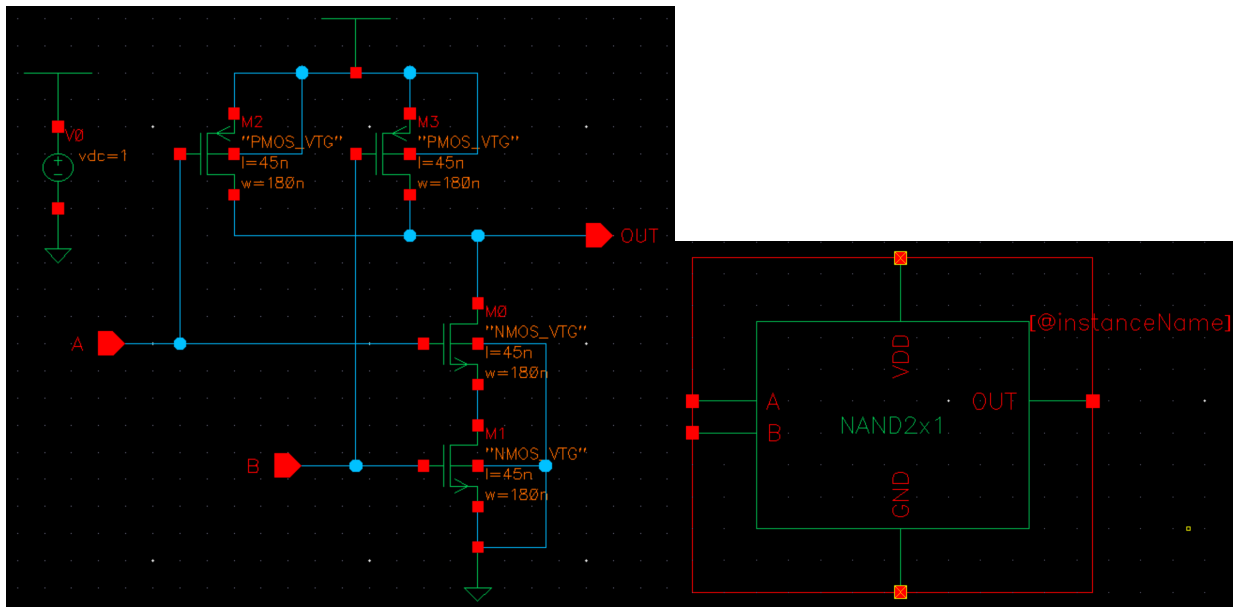 V0
vdc=1
M2
"PMOS_VTG"
l=45n
w=180n
M3
"PMOS_VTG"
l=45n
w=180n
OUT
A
M0
"NMOS_VTG"
l=45n
w=180n
B
M1
"NMOS_VTG"
l=45n
w=180n
[@instanceName]
VDD
A
OUT
B
NAND2x1
GND